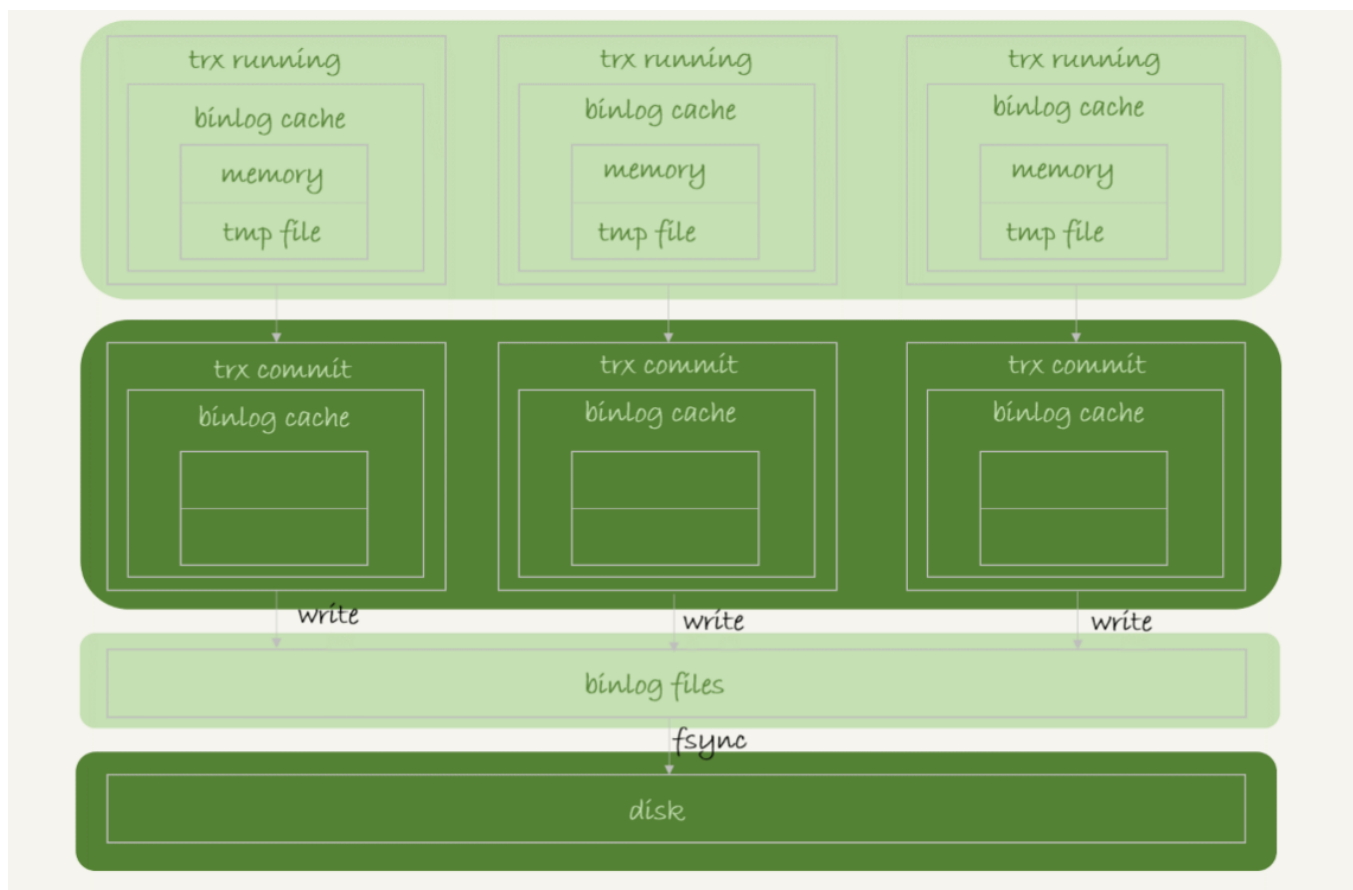 trx running
trx running
trx running
binlog cache
binlog cache
binlog cache
memory
memory
memory
tmp file
tmp file
tmp file
trx commit
trx commit
trx commit
binlog cache
binlog cache
binlog cache
write
write
write
binlog files
fsync
disk